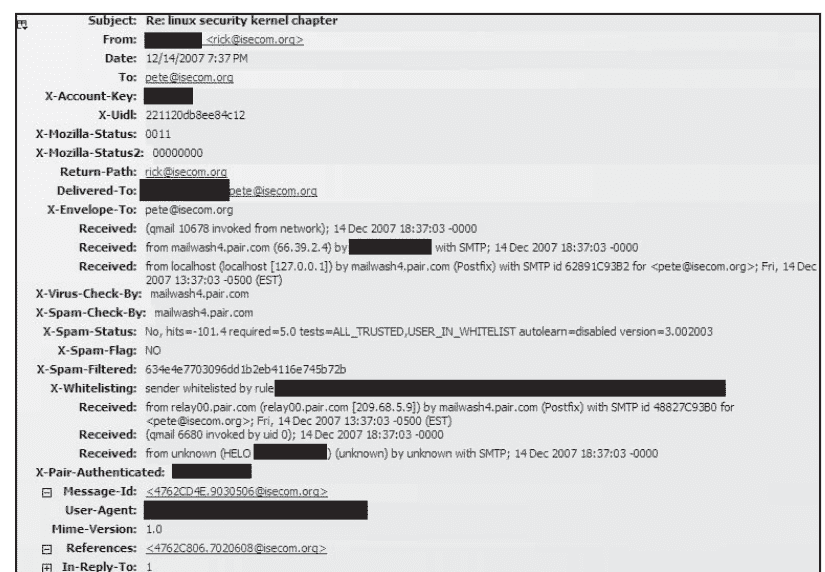 Subject: Re: linux security kernel chapter
From: <rick@isecom.org>
Date: 12/14/2007 7:37 PM
To: pete@isecom.org
X-Account-Key:
X-Uidl: 221120db8ee84c12
X-Mozilla-Status: 0011
X-Mozilla-Status2: 00000000
Return-Path: rick@isecom.org
Delivered-To: pete@isecom.org
X-Envelope-To: pete@isecom.org
Received: (qmail 10678 invoked from network); 14 Dec 2007 18:37:03 -0000
Received: from mailwash4.pair.com (66.39.2.4) by with SMTP; 14 Dec 2007 18:37:03 -0000
Received: from localhost (localhost [127.0.0.1]) by mailwash4.pair.com (Postfix) with SMTP id 62891C93B2 for <pete@isecom.org>; Fri, 14 Dec
2007 13:37:03 -0500 (EST)
X-Virus-Check-By: mailwash4.pair.com
X-Spam-Check-By: mailwash4.pair.com
X-Spam-Status: No, hits=-101.4 required=5.0 tests=ALL_TRUSTED,USER_IN_WHITELIST autolearn=disabled version=3.002003
X-Spam-Flag: NO
X-Spam-Filtered: 634e4e7703096dd1b2eb4116e745b72b
X-Whitelisting: sender whitelisted by rule
Received: from relay00.pair.com (relay00.pair.com [209.68.5.9]) by mailwash4.pair.com (Postfix) with SMTP id 48827C93B0 for
<pete@isecom.org>; Fri, 14 Dec 2007 13:37:03 -0500 (EST)
Received: (qmail 6680 invoked by uid 0); 14 Dec 2007 18:37:03 -0000
Received: from unknown (HELO ) (unknown) by unknown with SMTP; 14 Dec 2007 18:37:03 -0000
X-Pair-Authenticated:
Message-Id: <4762CD4E.9030506@isecom.org>
User-Agent:
Mime-Version: 1.0
References: <4762C806.7020608@isecom.org>
In-Reply-To: 1